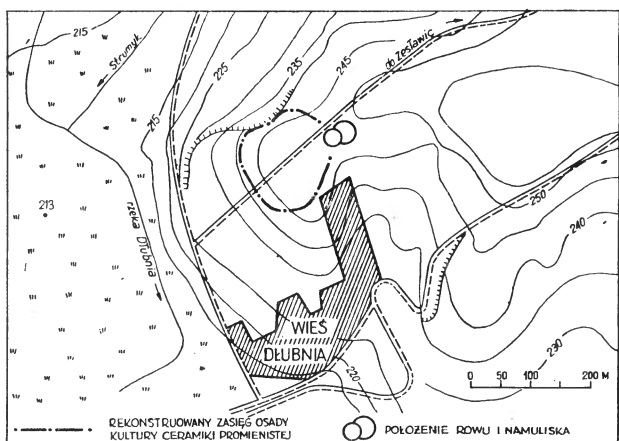 215
Strumyk
225
235
245
do Zesławic
215
213
rzeka Dłubnia
250
240
WIEŚ
DŁUBNIA
220
230
0 50 100 200 M
REKONSTRUOWANY ZASIĘG OSADY
KULTURY CERAMIKI PROMIENISTEJ
POŁOŻENIE ROWU I NAMULISKA